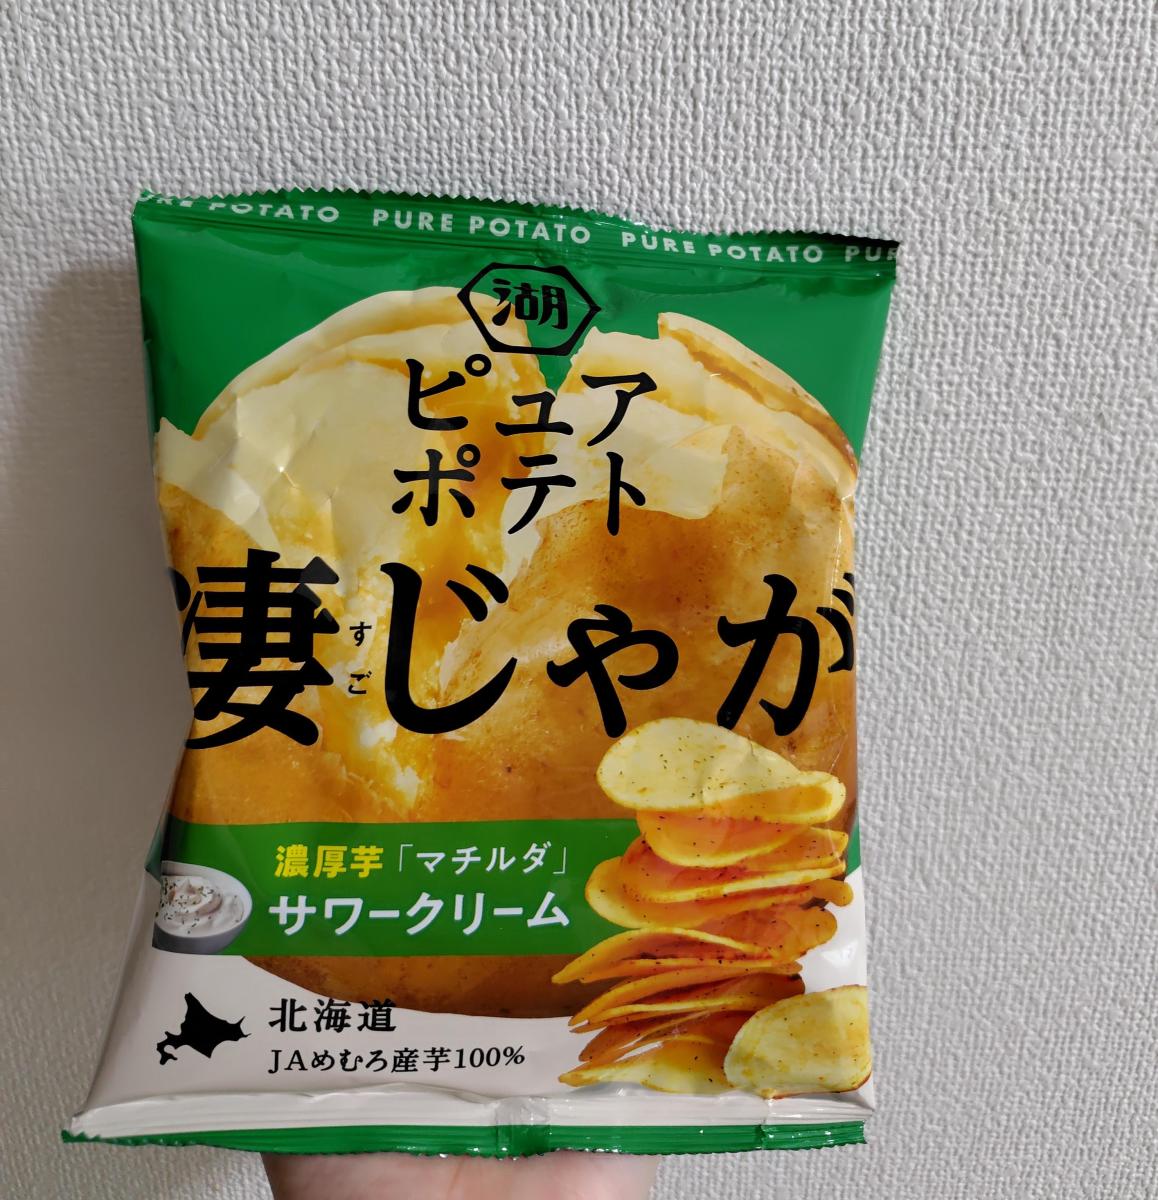 PURE POTATO PURE POTATO PURE POTATO PUR
湖
ピュア
ポテト
凄じゃが
すご
濃厚芋「マチルダ」
サワークリーム
北海道
JAめむろ産芋100%